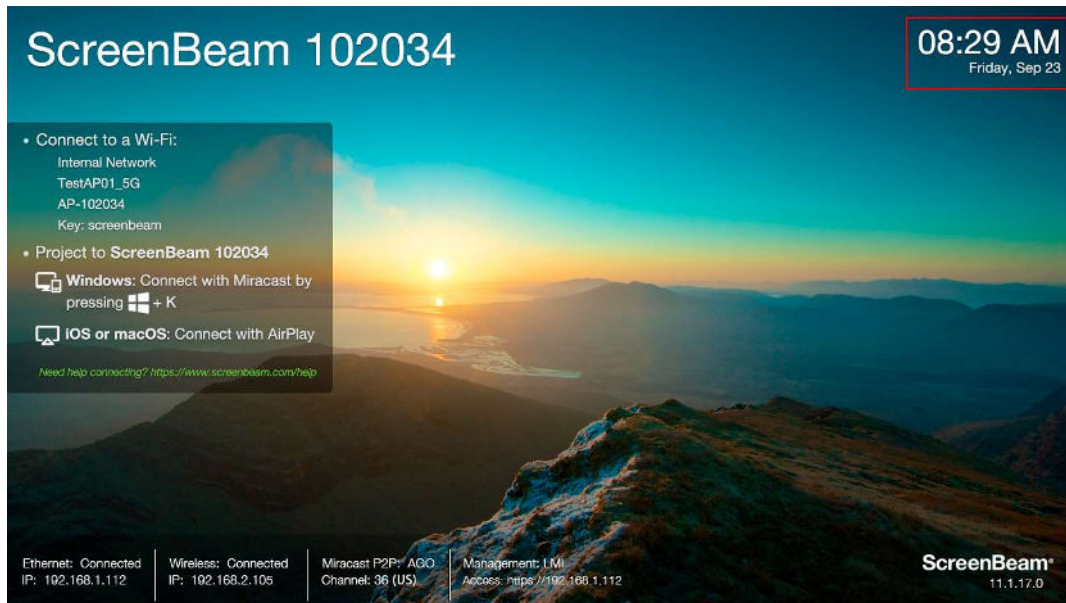 ScreenBeam 102034
08:29 AM
Friday, Sep 23
• Connect to a Wi-Fi:
Internal Network
TestAP01_5G
AP-102034
Key: screenbeam
• Project to ScreenBeam 102034
Windows: Connect with Miracast by
pressing + K
iOS or macOS: Connect with AirPlay
Need help connecting? https://www.screenbeam.com/help
Ethernet: Connected
IP: 192.168.1.112
Wireless: Connected
IP: 192.168.2.105
Miracast P2P: AGO
Channel: 36 (US)
Management: LMI
Access: https://192.168.1.112
ScreenBeam®
11.1.17.0